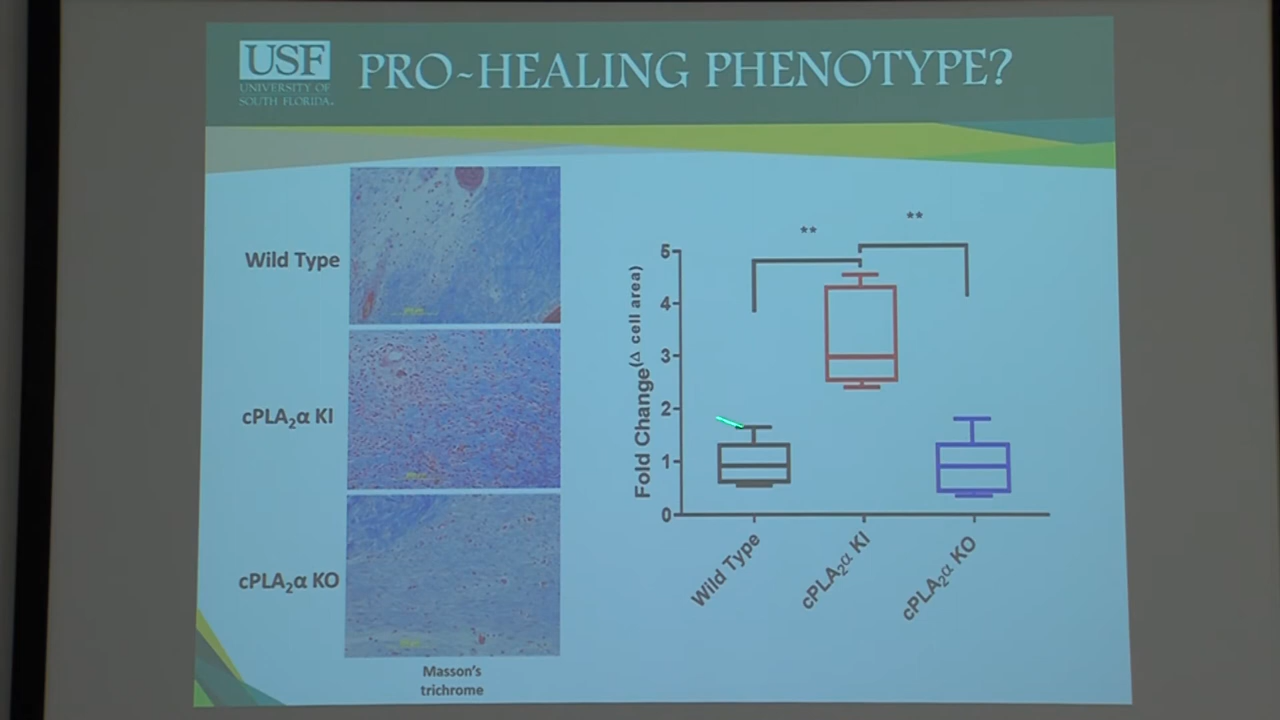 USF
UNIVERSITY OF
SOUTH FLORIDA.
PRO-HEALING PHENOTYPE?
Wild Type
cPLA₂α KI
cPLA₂α KO
Masson's
trichrome
Fold Change(Δ cell area)
5
4
3
2
1
0
**
**
Wild Type
cPLA₂α KI
cPLA₂α KO